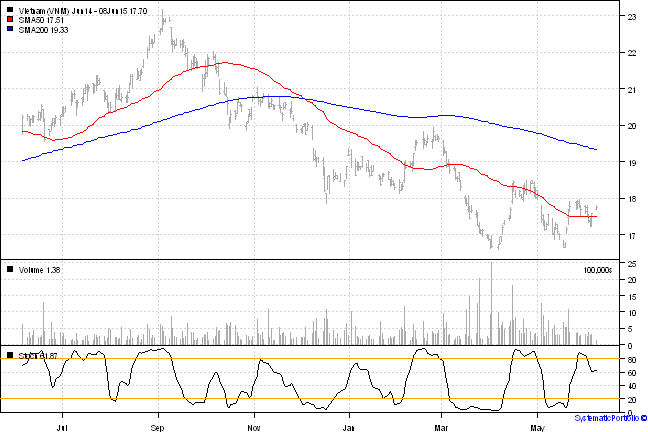 Vietnam (VNM) Jun14 - 08Jun15 17.70
SMA50 17.51
SMA200 19.33
23
22
21
20
19
18
17
Volume 1.38
100,000s
25
20
15
10
5
0
80
60
40
20
0
Jul
Sep
Nov
Jan
Mar
May
SystematicPortfolio ©